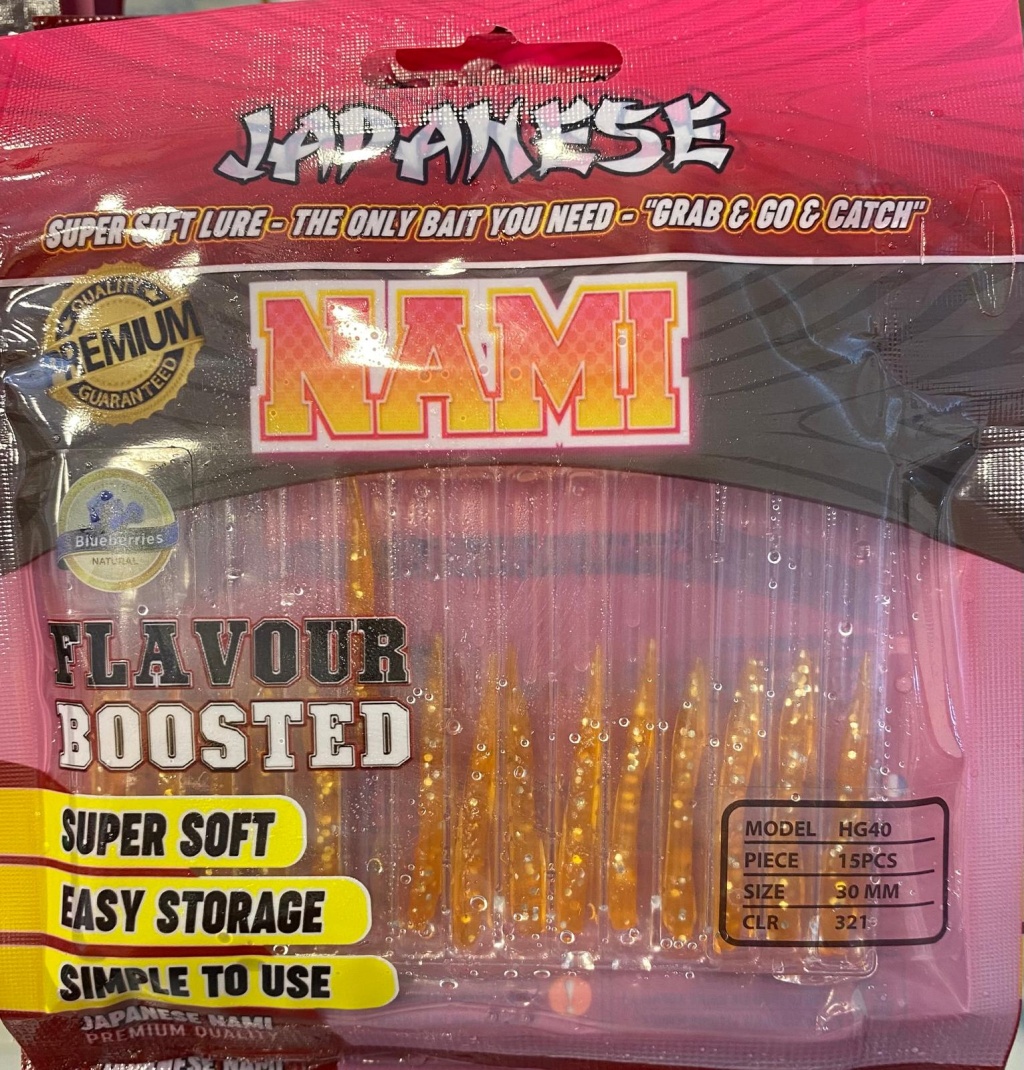 JAPANESE
SUPER SOFT LURE - THE ONLY BAIT YOU NEED - "GRAB & GO & CATCH"
QUALITY
PREMIUM
GUARANTEED
NAMI
Blueberries
NATURAL
FLAVOUR
BOOSTED
SUPER SOFT
EASY STORAGE
SIMPLE TO USE
MODEL HG40
PIECE 15PCS
SIZE 30 MM
CLR 321
JAPANESE NAMI
PREMIUM QUALITY
JAPANESE NAMI